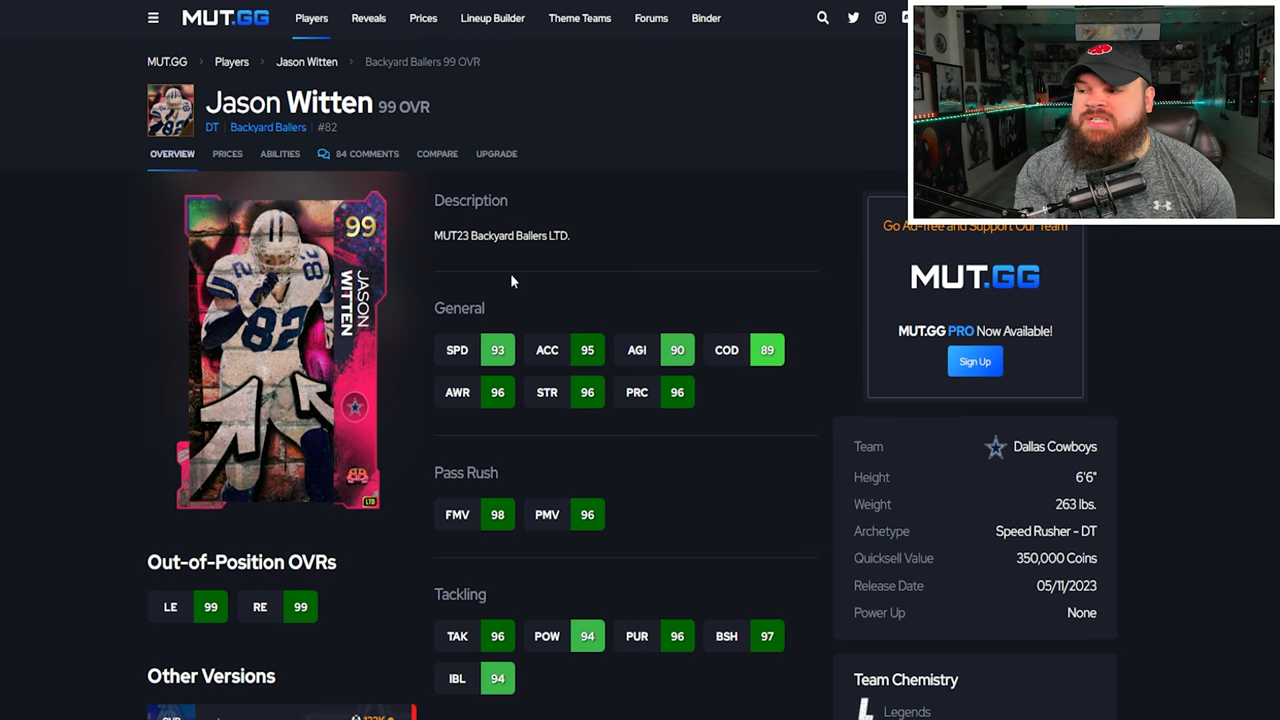 MUT.GG Players Reveals Prices Lineup Builder Theme Teams Forums Binder
MUT.GG > Players > Jason Witten > Backyard Ballers 99 OVR
Jason Witten 99 OVR
DT Backyard Ballers #82
OVERVIEW PRICES ABILITIES 84 COMMENTS COMPARE UPGRADE
99
JASON
WITTEN
82
LTD
Description
MUT23 Backyard Ballers LTD.
General
SPD 93 ACC 95 AGI 90 COD 89
AWR 96 STR 96 PRC 96
Pass Rush
FMV 98 PMV 96
Tackling
TAK 96 POW 94 PUR 96 BSH 97
IBL 94
Out-of-Position OVRs
LE 99 RE 99
Other Versions
OVR
Go Ad-free and Support Our Team
MUT.GG
MUT.GG PRO Now Available!
Sign Up
Team Dallas Cowboys
Height 6'6"
Weight 263 lbs.
Archetype Speed Rusher - DT
Quicksell Value 350,000 Coins
Release Date 05/11/2023
Power Up None
Team Chemistry
Legends